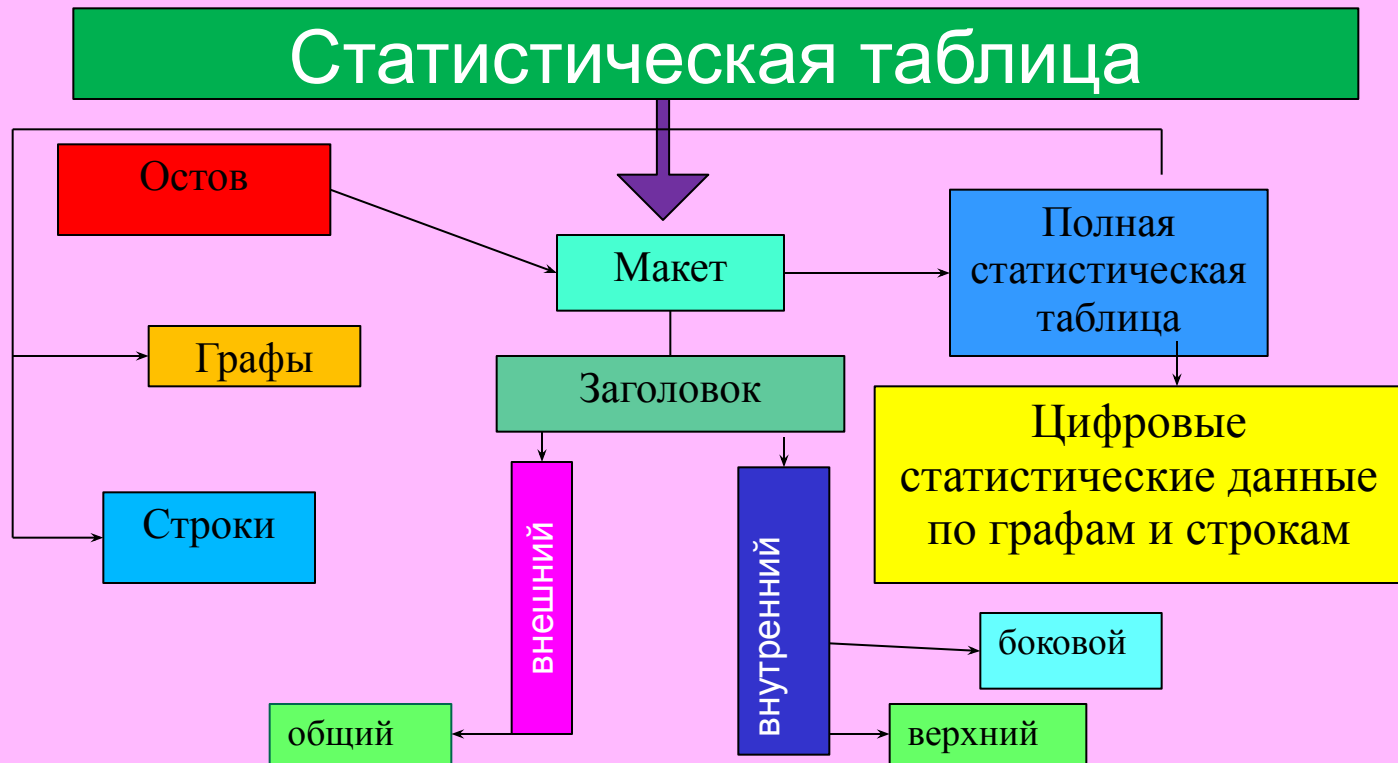 Статистическая таблица
Остов
Макет
Полная
статистическая
таблица
Графы
Заголовок
Цифровые
статистические данные
по графам и строкам
Строки
внешний
внутренний
боковой
общий
верхний